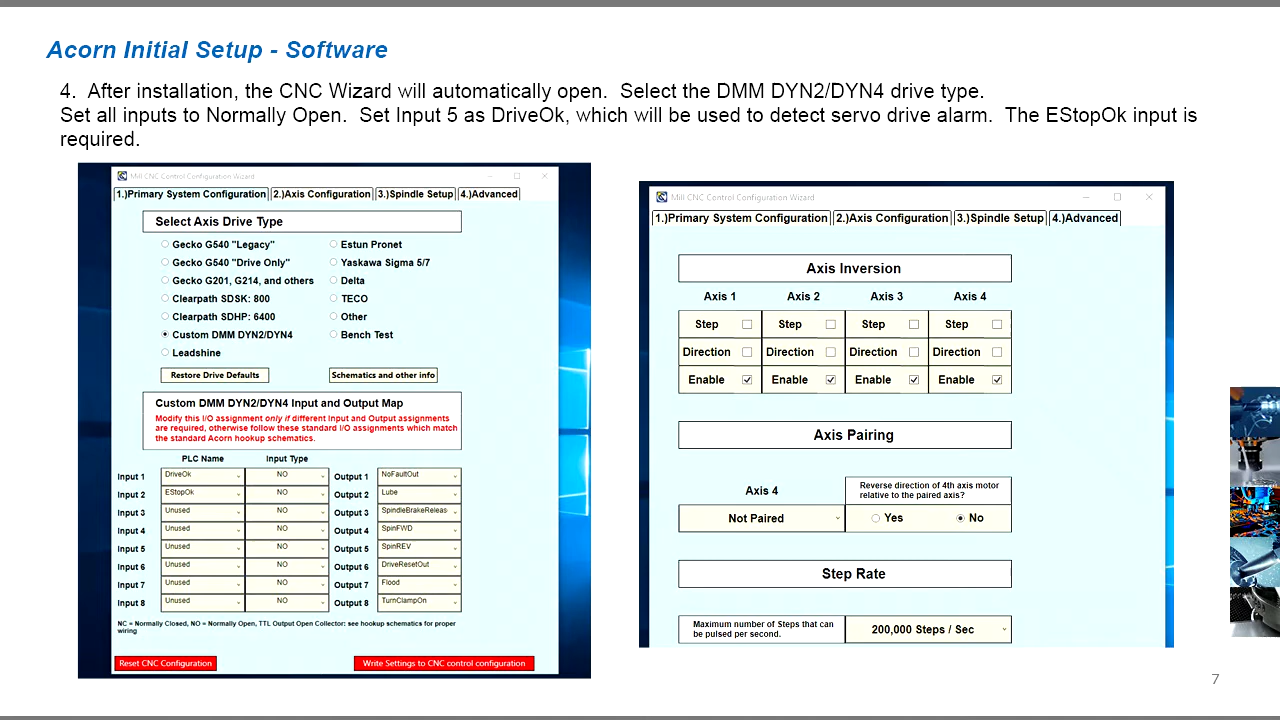 Acorn Initial Setup - Software
4. After installation, the CNC Wizard will automatically open. Select the DMM DYN2/DYN4 drive type.
Set all inputs to Normally Open. Set Input 5 as DriveOk, which will be used to detect servo drive alarm. The EStopOk input is
required.
Mill CNC Control Configuration Wizard
1.)Primary System Configuration 2.)Axis Configuration 3.)Spindle Setup 4.)Advanced
Select Axis Drive Type
Gecko G540 "Legacy" Estun Pronet
Gecko G540 "Drive Only" Yaskawa Sigma 5/7
Gecko G201, G214, and others Delta
Clearpath SDSK: 800 TECO
Clearpath SDHP: 6400 Other
Custom DMM DYN2/DYN4 Bench Test
Leadshine
Restore Drive Defaults Schematics and other info
Custom DMM DYN2/DYN4 Input and Output Map
Modify this I/O assignment only if different Input and Output assignments
are required, otherwise follow these standard I/O assignments which match
the standard Acorn hookup schematics.
PLC Name Input Type
Input 1 DriveOk NO Output 1 NoFaultOut
Input 2 EStopOk NO Output 2 Lube
Input 3 Unused NO Output 3 SpindleBrakeReleas
Input 4 Unused NO Output 4 SpinFWD
Input 5 Unused NO Output 5 SpinREV
Input 6 Unused NO Output 6 DriveResetOut
Input 7 Unused NO Output 7 Flood
Input 8 Unused NO Output 8 TurnClampOn
NC = Normally Closed, NO = Normally Open, TTL Output Open Collector: see hookup schematics for proper
wiring
Reset CNC Configuration Write Settings to CNC control configuration
Mill CNC Control Configuration Wizard
1.)Primary System Configuration 2.)Axis Configuration 3.)Spindle Setup 4.)Advanced
Axis Inversion
Axis 1 Axis 2 Axis 3 Axis 4
Step Step Step Step
Direction Direction Direction Direction
Enable Enable Enable Enable
Axis Pairing
Axis 4
Reverse direction of 4th axis motor
relative to the paired axis?
Not Paired Yes No
Step Rate
Maximum number of Steps that can
be pulsed per second.
200,000 Steps / Sec
7